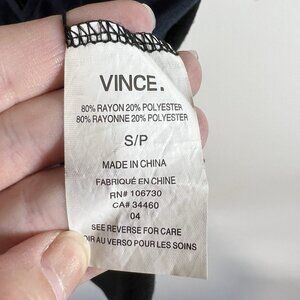 VINCE.
80% RAYON 20% POLYESTER
80% RAYONNE 20% POLYESTER
S/P
MADE IN CHINA
FABRIQUÉ EN CHINE
RN# 106730
CA# 34460
04
SEE REVERSE FOR CARE
AU VERSO POUR LES SOINS